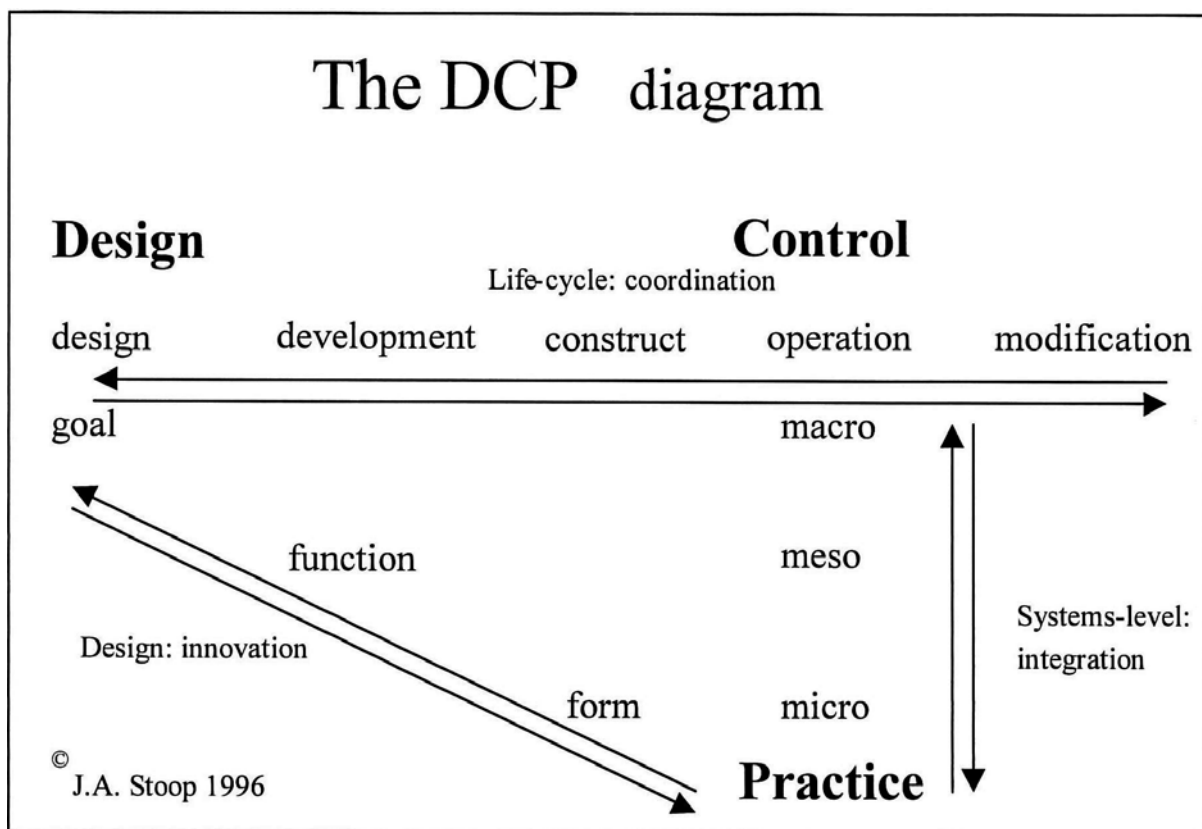 The DCP diagram
Design Control
Life-cycle: coordination
design development construct operation modification
goal macro
function meso
Systems-level:
integration
Design: innovation
form micro
©
J.A. Stoop 1996
Practice